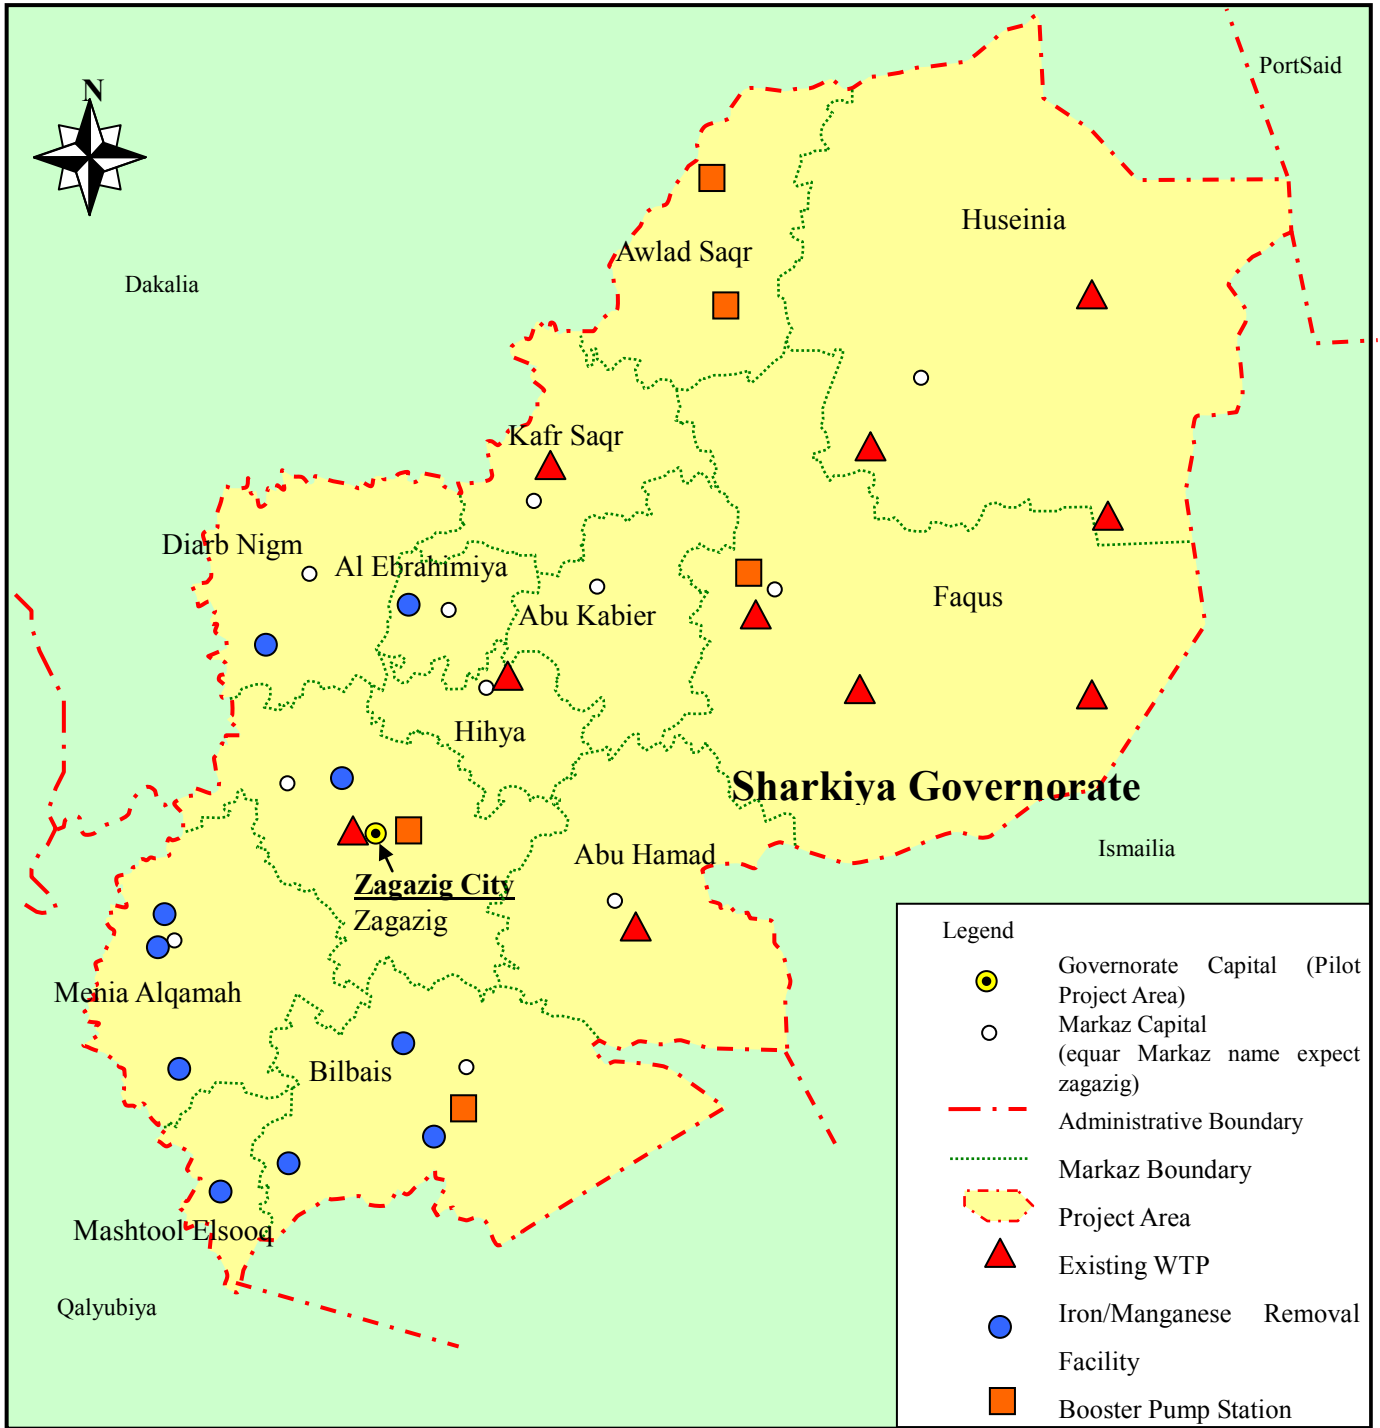 N
PortSaid
Huseinia
Awlad Saqr
Dakalia
Kafr Saqr
Diarb Nigm
Al Ebrahimiya
Faqus
Abu Kabier
Hihya
Sharkiya Governorate
Ismailia
Abu Hamad
Zagazig City
Zagazig
Menia Alqamah
Bilbais
Mashtool Elsooq
Qalyubiya
Legend
Governorate Capital (Pilot
Project Area)
Markaz Capital
(equar Markaz name expect
zagazig)
Administrative Boundary
Markaz Boundary
Project Area
Existing WTP
Iron/Manganese Removal
Facility
Booster Pump Station